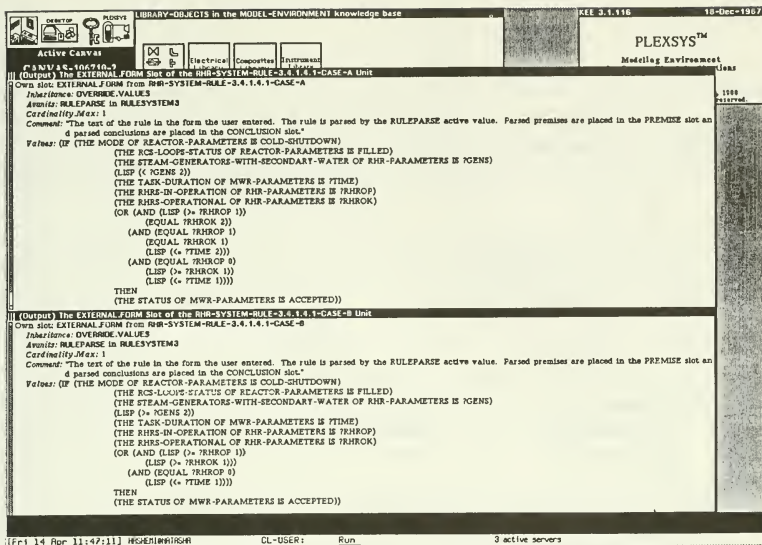 LIBRARY-OBJECTS in the MODEL-ENVIRONMENT knowledge base
KEE 3.1.116
18-Dec-1987
DESKTOP
PLEXSYS
Active Canvas
CANVAS-106710-2
Electrical
Composites
Instrument
PLEXSYS™
Modeling Environment
reserved.
(Output) The EXTERNAL.FORM Slot of the RHR-SYSTEM-RULE-3.4.1.4.1-CASE-A Unit
Own slot: EXTERNAL.FORM from RHR-SYSTEM-RULE-3.4.1.4.1-CASE-A
Inheritance: OVERRIDE.VALUES
Avunits: RULEPARSE in RULESYSTEM3
Cardinality.Max: 1
Comment: "The text of the rule in the form the user entered. The rule is parsed by the RULEPARSE active value. Parsed premises are placed in the PREMISE slot an
d parsed conclusions are placed in the CONCLUSION slot."
Values: (IF (THE MODE OF REACTOR-PARAMETERS IS COLD-SHUTDOWN)
(THE RCS-LOOPS-STATUS OF REACTOR-PARAMETERS IS FILLED)
(THE STEAM-GENERATORS-WITH-SECONDARY-WATER OF RHR-PARAMETERS IS ?GENS)
(LISP (< ?GENS 2))
(THE TASK-DURATION OF MWR-PARAMETERS IS ?TIME)
(THE RHRS-IN-OPERATION OF RHR-PARAMETERS IS ?RHROP)
(THE RHRS-OPERATIONAL OF RHR-PARAMETERS IS ?RHROK)
(OR (AND (LISP (>= ?RHROP 1))
(EQUAL ?RHROK 2))
(AND (EQUAL ?RHROP 1)
(EQUAL ?RHROK 1)
(LISP (<= ?TIME 2)))
(AND (EQUAL ?RHROP 0)
(LISP (>= ?RHROK 1))
(LISP (<= ?TIME 1))))
THEN
(THE STATUS OF MWR-PARAMETERS IS ACCEPTED))
(Output) The EXTERNAL.FORM Slot of the RHR-SYSTEM-RULE-3.4.1.4.1-CASE-B Unit
Own slot: EXTERNAL.FORM from RHR-SYSTEM-RULE-3.4.1.4.1-CASE-B
Inheritance: OVERRIDE.VALUES
Avunits: RULEPARSE in RULESYSTEM3
Cardinality.Max: 1
Comment: "The text of the rule in the form the user entered. The rule is parsed by the RULEPARSE active value. Parsed premises are placed in the PREMISE slot an
d parsed conclusions are placed in the CONCLUSION slot."
Values: (IF (THE MODE OF REACTOR-PARAMETERS IS COLD-SHUTDOWN)
(THE RCS-LOOPS-STATUS OF REACTOR-PARAMETERS IS FILLED)
(THE STEAM-GENERATORS-WITH-SECONDARY-WATER OF RHR-PARAMETERS IS ?GENS)
(LISP (>= ?GENS 2))
(THE TASK-DURATION OF MWR-PARAMETERS IS ?TIME)
(THE RHRS-IN-OPERATION OF RHR-PARAMETERS IS ?RHROP)
(THE RHRS-OPERATIONAL OF RHR-PARAMETERS IS ?RHROK)
(OR (AND (LISP (>= ?RHROP 1))
(LISP (>= ?RHROK 1)))
(AND (EQUAL ?RHROP 0)
(LISP (<= ?TIME 1))))
THEN
(THE STATUS OF MWR-PARAMETERS IS ACCEPTED))
[Fri 14 Apr 11:47:11] HASHEMI@NATASHA
CL-USER:
Run
3 active servers